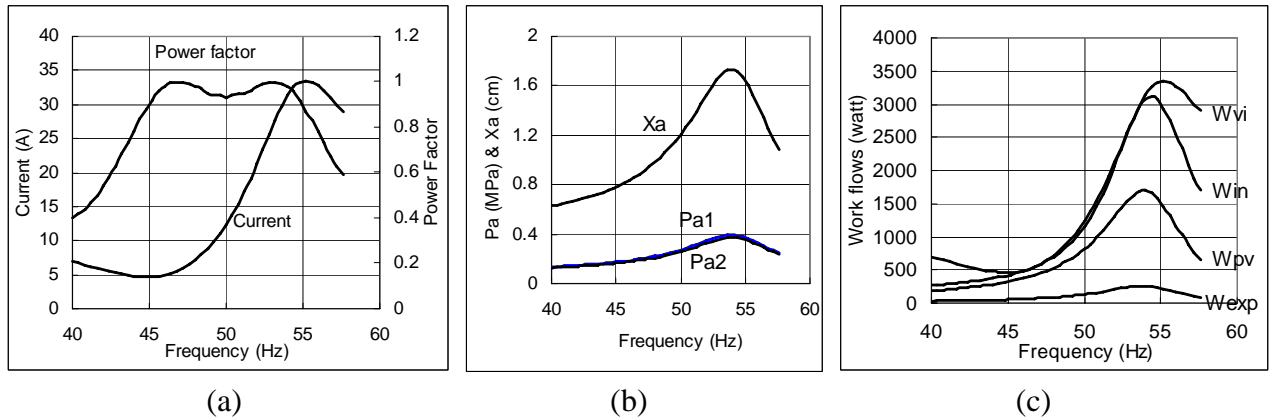 40
35
30
25
20
15
10
5
0
Current (A)
Power factor
Current
1.2
1
0.8
0.6
0.4
0.2
0
Power Factor
40 45 50 55 60
Frequency (Hz)
2
1.6
1.2
0.8
0.4
0
Pa (MPa) & Xa (cm)
Xa
Pa1
Pa2
40 50 60
Frequency (Hz)
4000
3500
3000
2500
2000
1500
1000
500
0
Work flows (watt)
Wvi
Win
Wpv
Wexp
40 45 50 55 60
Frequency (Hz)
(a) (b) (c)